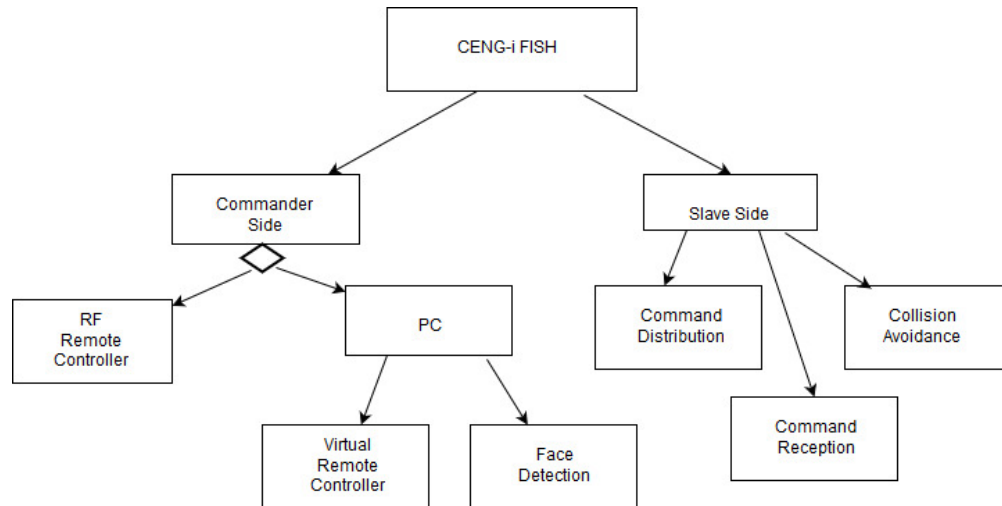 CENG-i FISH
Commander
Side
Slave Side
RF
Remote
Controller
PC
Command
Distribution
Collision
Avoidance
Virtual
Remote
Controller
Face
Detection
Command
Reception